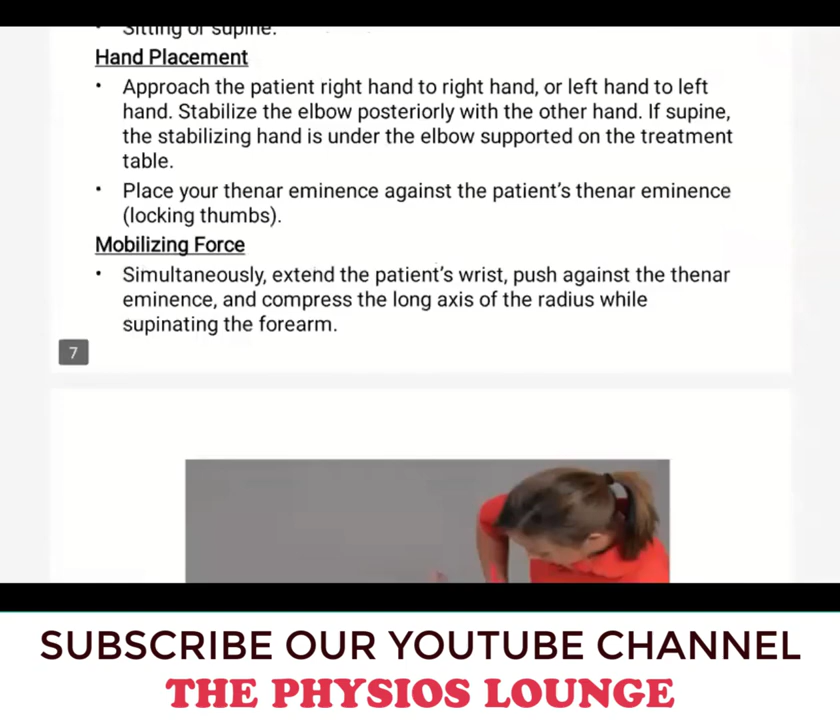 • Sitting or supine.
Hand Placement
• Approach the patient right hand to right hand, or left hand to left
hand. Stabilize the elbow posteriorly with the other hand. If supine,
the stabilizing hand is under the elbow supported on the treatment
table.
• Place your thenar eminence against the patient's thenar eminence
(locking thumbs).
Mobilizing Force
• Simultaneously, extend the patient's wrist, push against the thenar
eminence, and compress the long axis of the radius while
supinating the forearm.
7
SUBSCRIBE OUR YOUTUBE CHANNEL
THE PHYSIOS LOUNGE